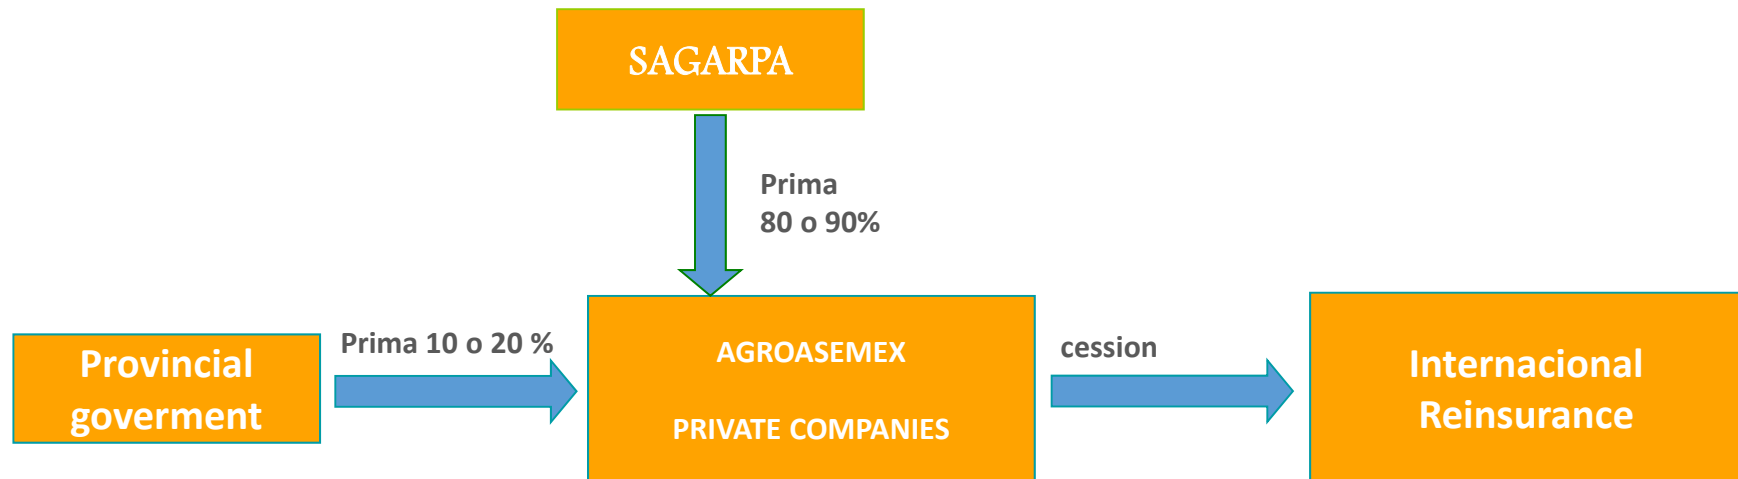 SAGARPA
Prima
80 o 90%
Provincial
goverment
Prima 10 o 20 %
AGROASEMEX
PRIVATE COMPANIES
cession
Internacional
Reinsurance